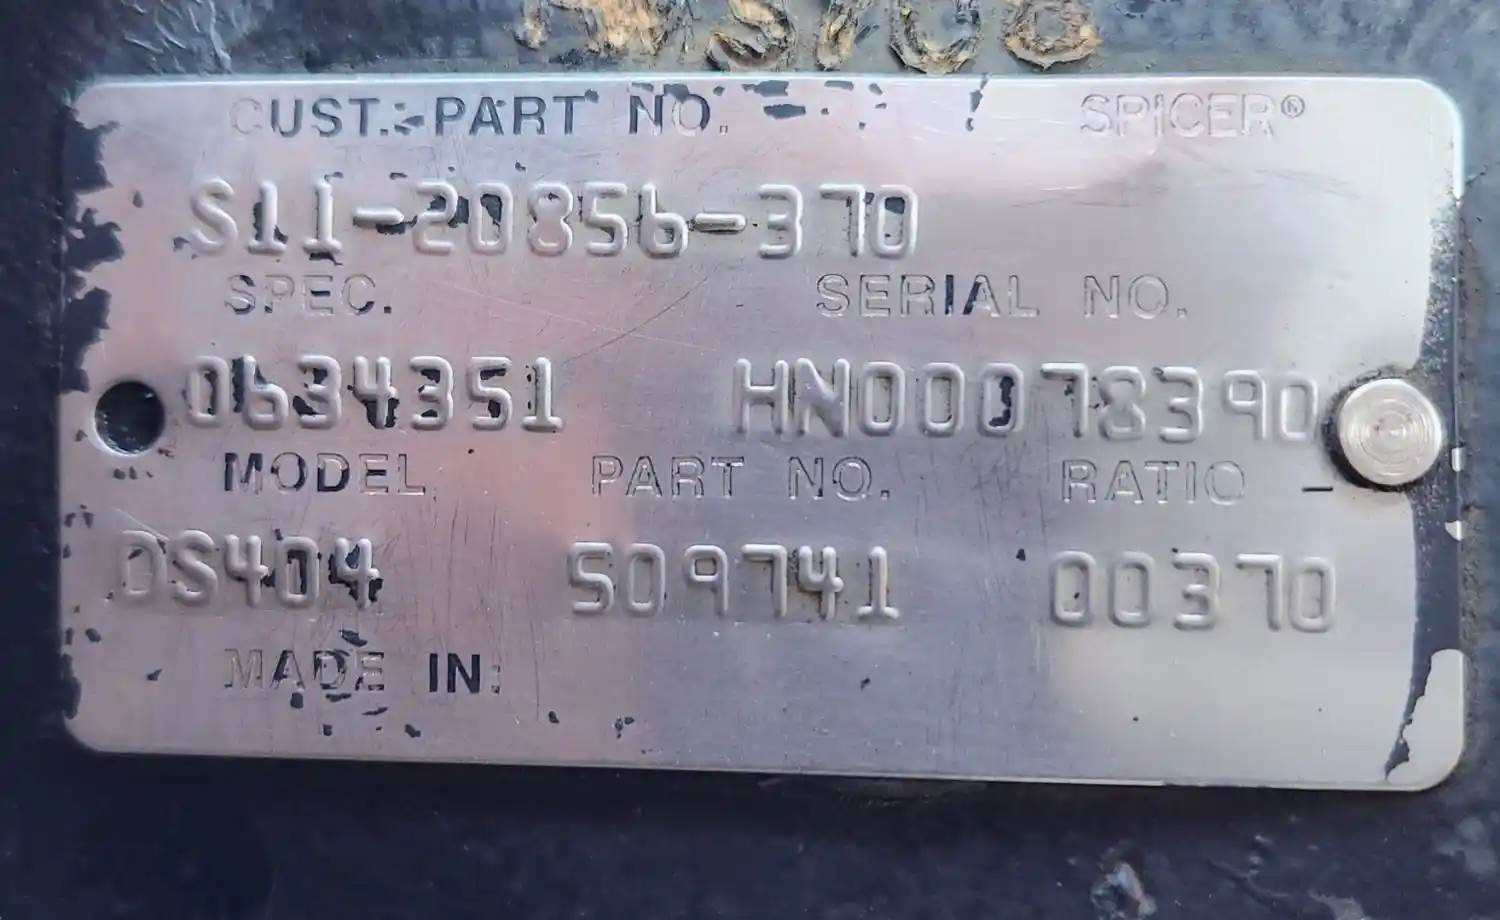 CUST. PART NO. SPICER®
S11-20856-370
SPEC. SERIAL NO.
0634351 HN00078390
MODEL PART NO. RATIO
DS404 509741 00370
MADE IN: